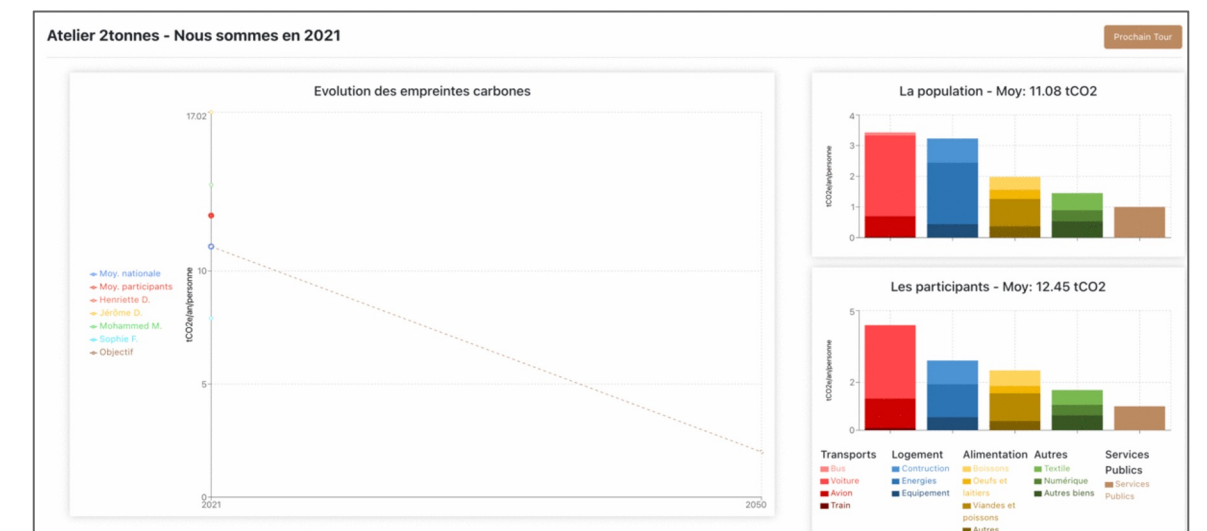 Atelier 2tonnes - Nous sommes en 2021
Prochain Tour
Evolution des empreintes carbones
17.02
10
5
0
tCO2e/an/personne
2021
2050
Moy. nationale
Moy. participants
Henriette D.
Jérôme D.
Mohammed M.
Sophie F.
Objectif
La population - Moy: 11.08 tCO2
4
3
2
1
0
tCO2e/an/personne
Les participants - Moy: 12.45 tCO2
5
2
0
tCO2e/an/personne
Transports
Bus
Voiture
Avion
Train
Logement
Contruction
Energies
Equipement
Alimentation
Boissons
Oeufs et
laitiers
Viandes et
poissons
Autres
Autres
Textile
Numérique
Autres biens
Services
Publics
Services
Publics